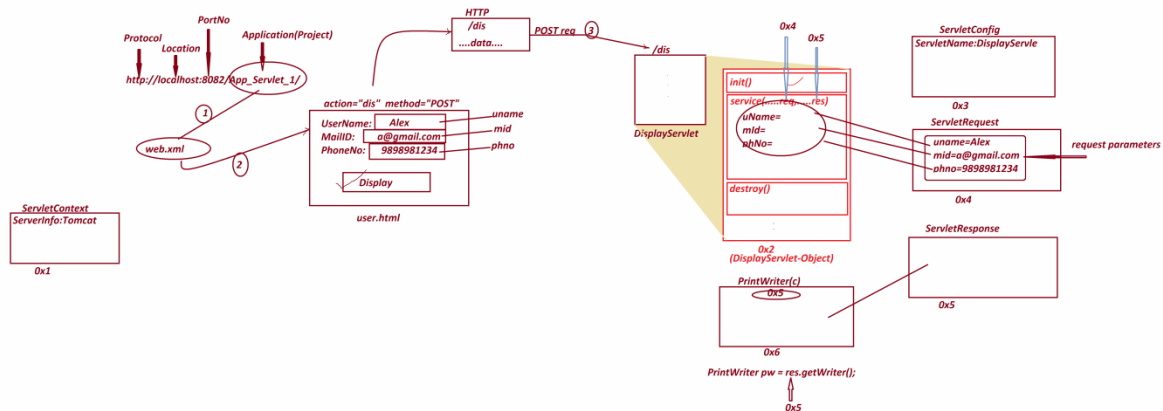 PortNo
Protocol
Location
Application(Project)
http://localhost:8082/App_Servlet_1/
1
web.xml
2
ServletContext
ServerInfo:Tomcat
0x1
action="dis" method="POST"
UserName: Alex
MailID: a@gmail.com
PhoneNo: 9898981234
Display
user.html
uname
mid
phno
HTTP
/dis
....data....
POST req
3
/dis
DisplayServlet
0x4
0x5
init()
service(.....req,.....res)
uName=
mId=
phNo=
destroy()
0x2
(DisplayServlet-Object)
PrintWriter(c)
0x5
0x6
PrintWriter pw = res.getWriter();
0x5
ServletConfig
ServletName:DisplayServle
0x3
ServletRequest
uname=Alex
mid=a@gmail.com
phno=9898981234
0x4
request parameters
ServletResponse
0x5